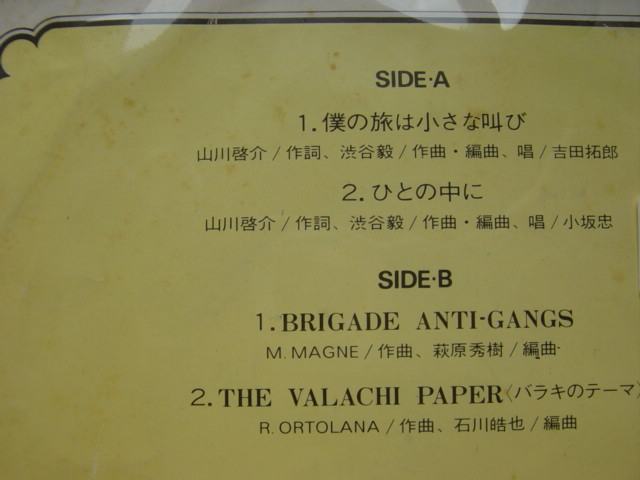 SIDE·A
1.僕の旅は小さな叫び
山川啓介/作詞、渋谷毅/作曲・編曲、唱/吉田拓郎
2.ひとの中に
山川啓介/作詞、渋谷毅/作曲・編曲、唱/小坂忠
SIDE·B
1.BRIGADE ANTI-GANGS
M. MAGNE/作曲、萩原秀樹/編曲
2.THE VALACHI PAPER〈バラキのテーマ
R. ORTOLANA/作曲、石川皓也/編曲